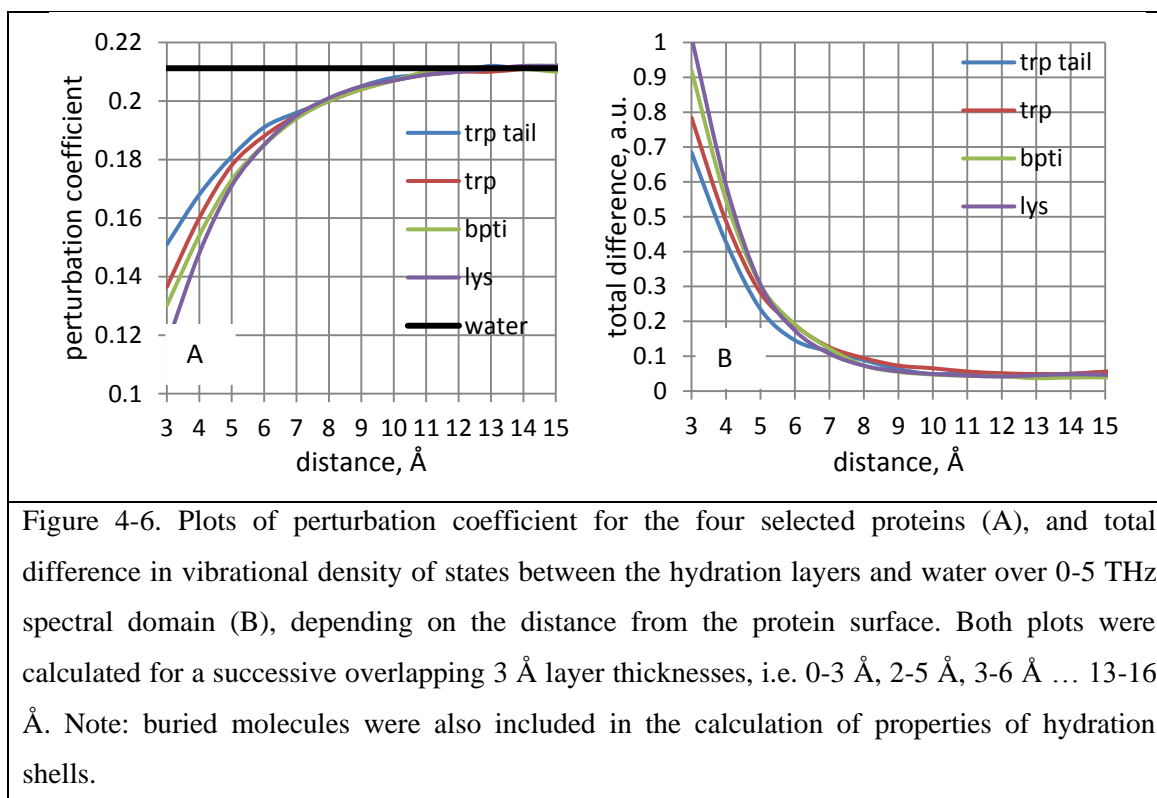 0.22
0.2
0.18
0.16
0.14
0.12
0.1
perturbation coefficient
trp tail
trp
bpti
lys
water
A
3 4 5 6 7 8 9 10 11 12 13 14 15
distance, Å
1
0.9
0.8
0.7
0.6
0.5
0.4
0.3
0.2
0.1
0
total difference, a.u.
trp tail
trp
bpti
lys
B
3 4 5 6 7 8 9 10 11 12 13 14 15
distance, Å
Figure 4-6. Plots of perturbation coefficient for the four selected proteins (A), and total
difference in vibrational density of states between the hydration layers and water over 0-5 THz
spectral domain (B), depending on the distance from the protein surface. Both plots were
calculated for a successive overlapping 3 Å layer thicknesses, i.e. 0-3 Å, 2-5 Å, 3-6 Å … 13-16
Å. Note: buried molecules were also included in the calculation of properties of hydration
shells.